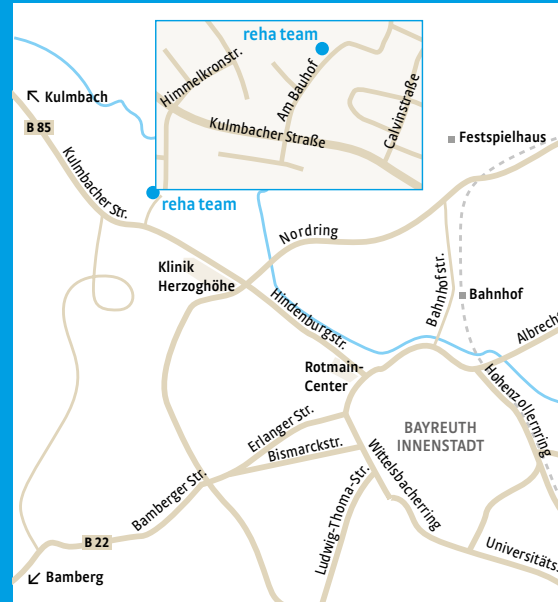 reha team
Himmelkronstr.
Am Bauhof
Kulmbacher Straße
Calvinstraße
Kulmbach
B 85
Kulmbacher Str.
reha team
Festspielhaus
Nordring
Klinik
Herzoghöhe
Hindenburgstr.
Bahnhofstr.
Bahnhof
Albrech
Rotmain-
Center
Hohenzollernring
Erlanger Str.
BAYREUTH
INNENSTADT
Bismarckstr.
Wittelsbacherring
Ludwig-Thoma-Str.
Bamberger Str.
B 22
Universitäts
Bamberg